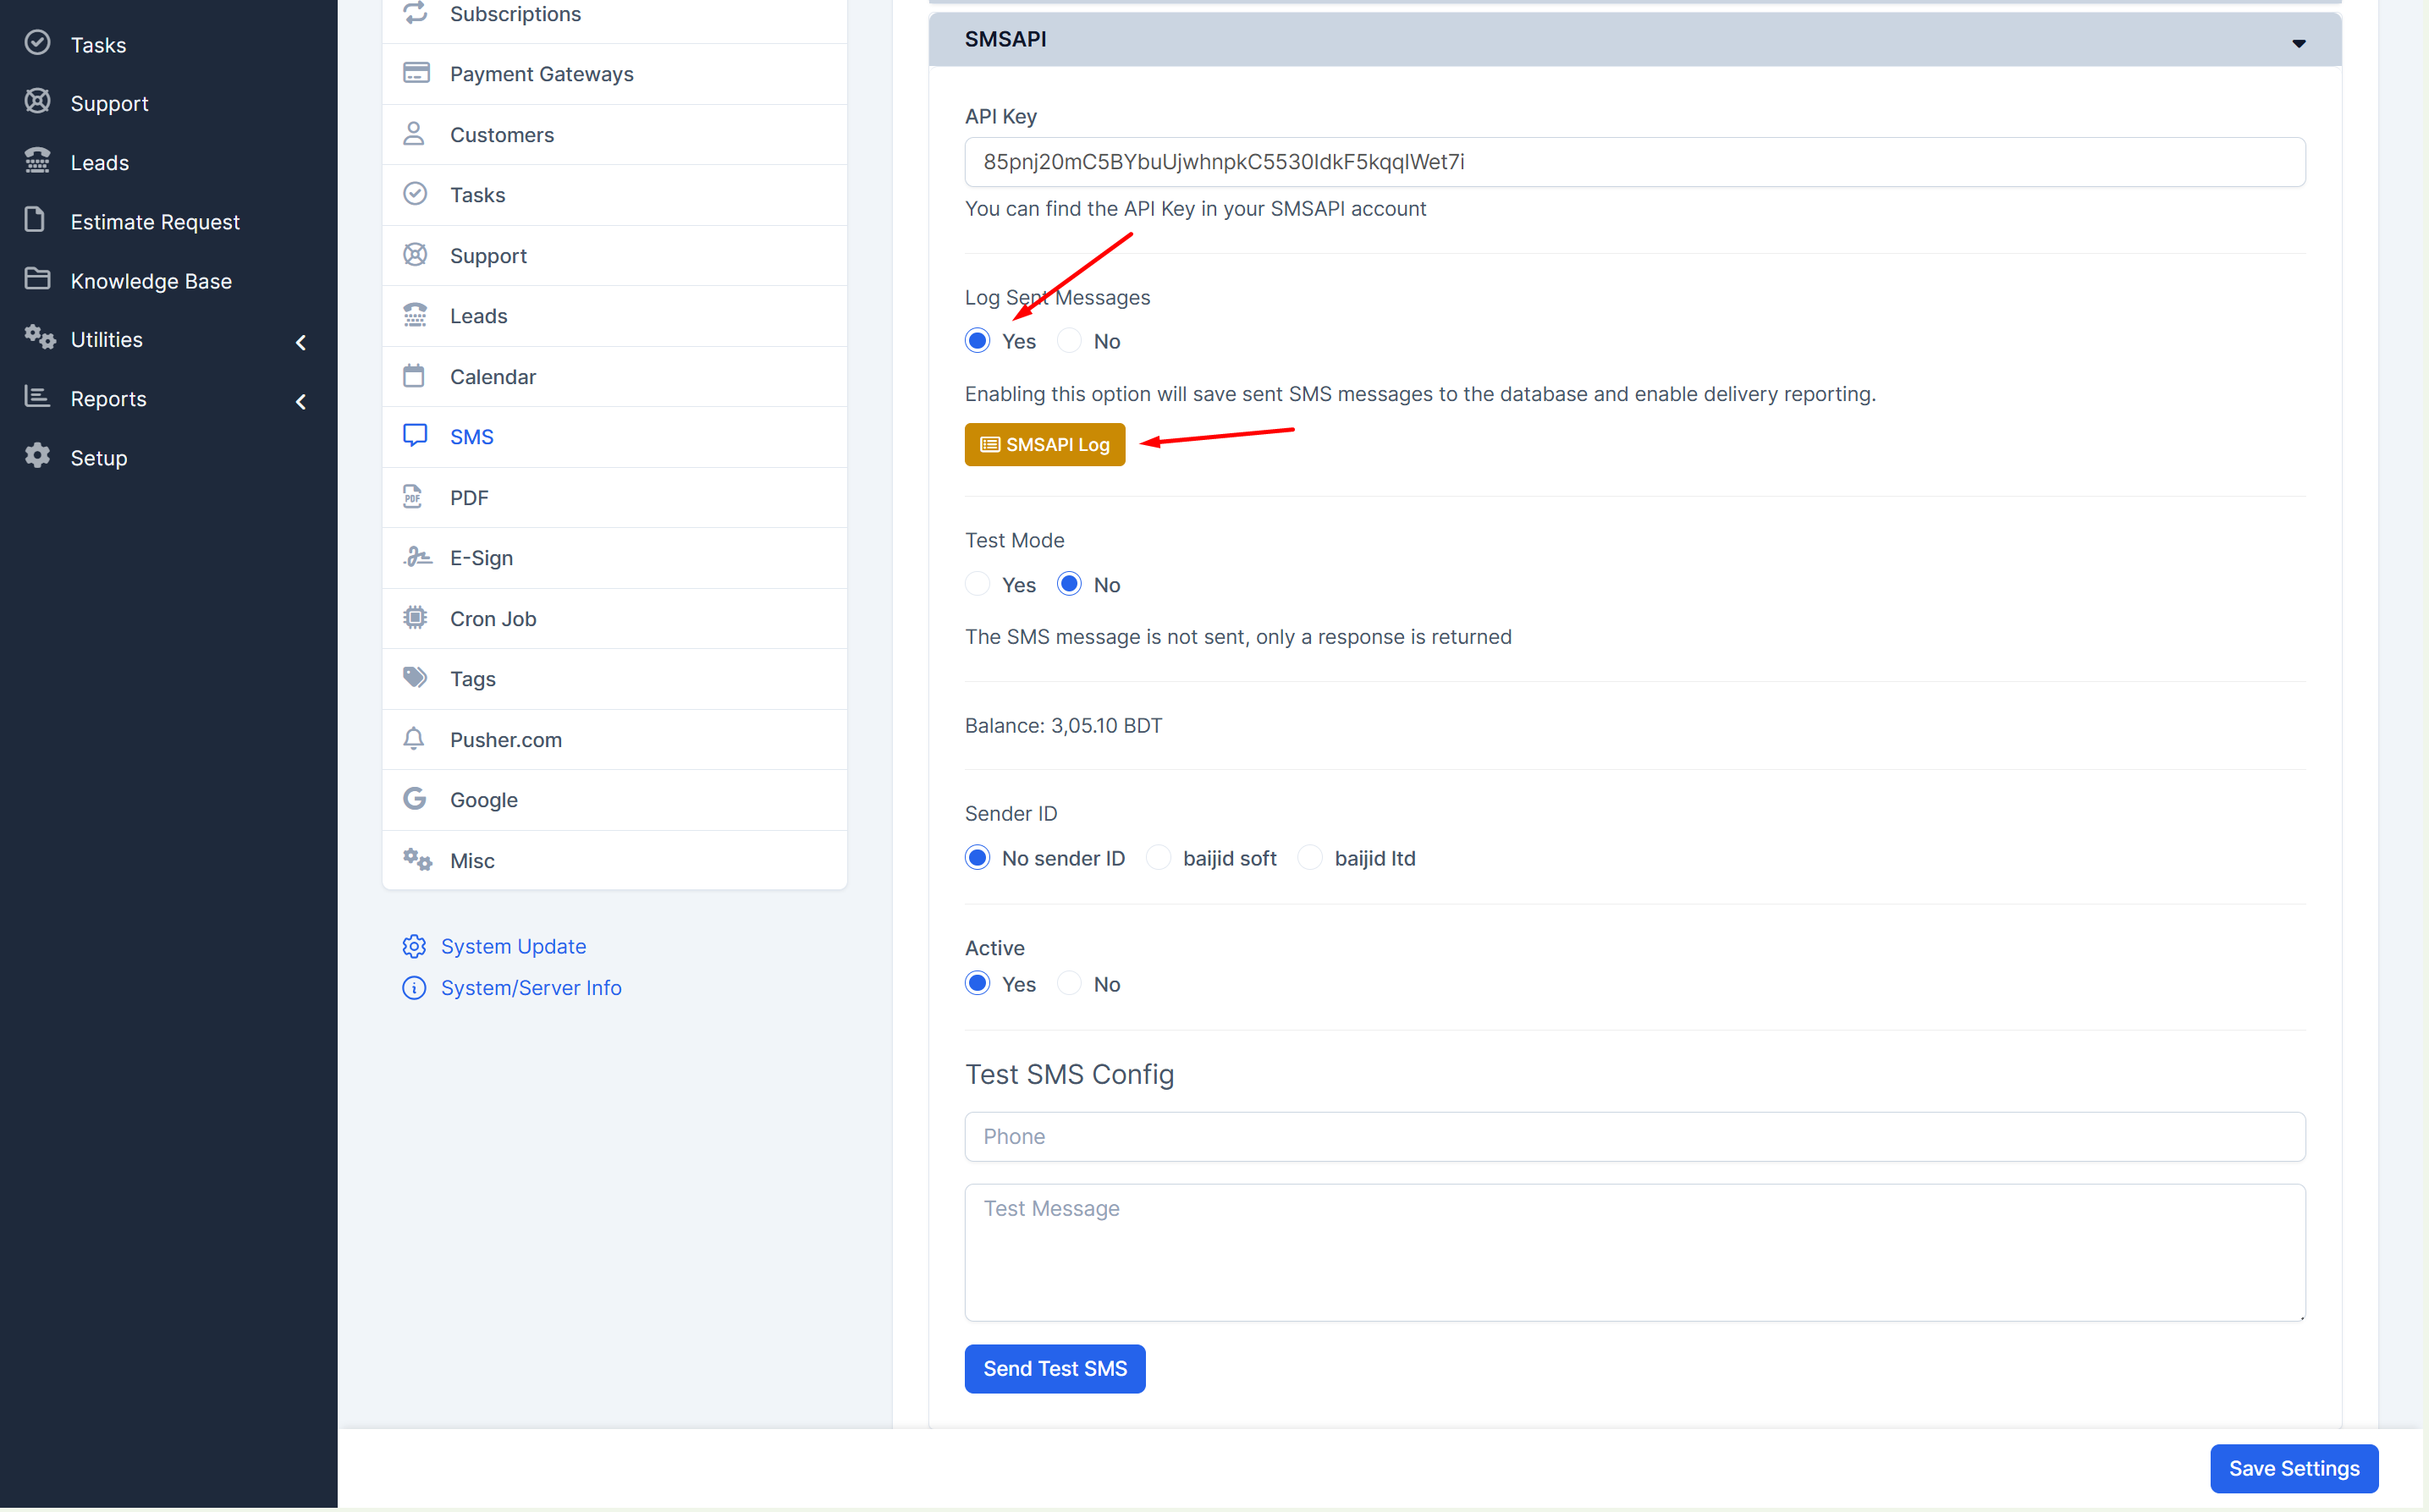 Tasks
Support
Leads
Estimate Request
Knowledge Base
Utilities
Reports
Setup
Subscriptions
Payment Gateways
Customers
Tasks
Support
Leads
Calendar
SMS
PDF
E-Sign
Cron Job
Tags
Pusher.com
Google
Misc
System Update
System/Server Info
SMSAPI
API Key
85pnj20mC5BYbuUjwhnpkC5530IdkF5kqqlWet7i
You can find the API Key in your SMSAPI account
Log Sent Messages
Yes No
Enabling this option will save sent SMS messages to the database and enable delivery reporting.
SMSAPI Log
Test Mode
Yes No
The SMS message is not sent, only a response is returned
Balance: 3,05.10 BDT
Sender ID
No sender ID baijid soft baijid ltd
Active
Yes No
Test SMS Config
Phone
Test Message
Send Test SMS
Save Settings